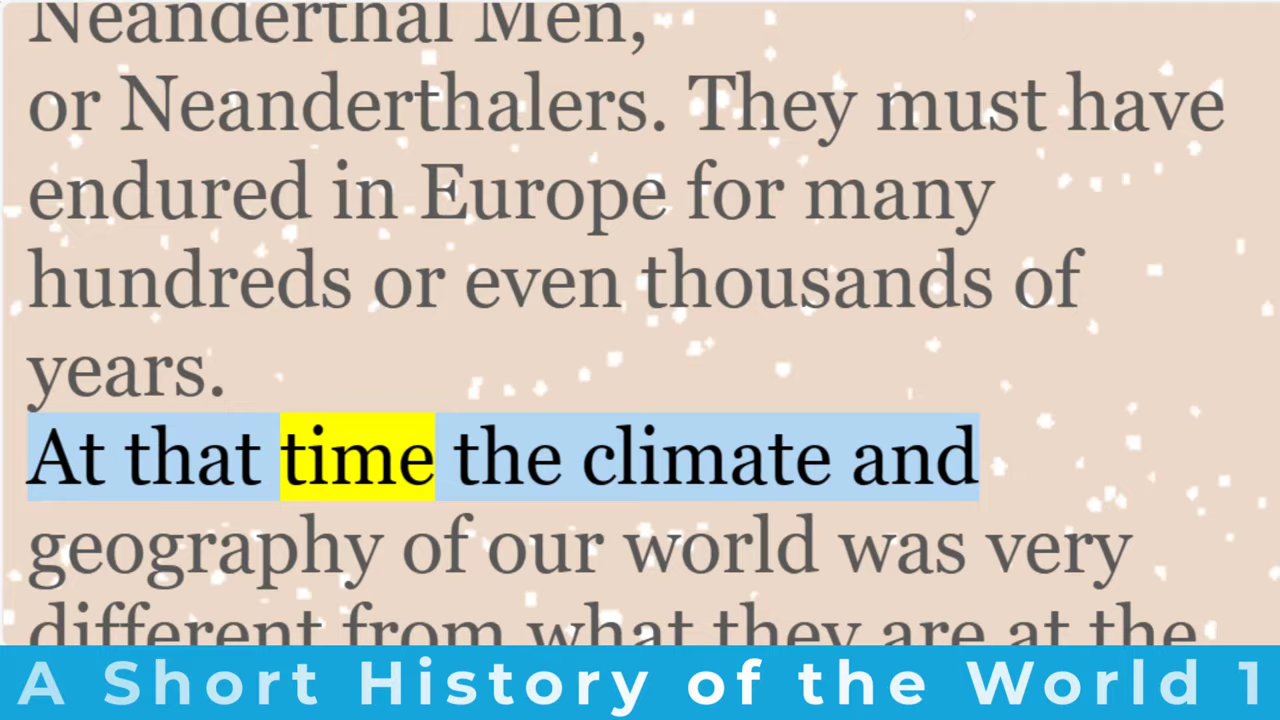 Neanderthal Men,
or Neanderthalers. They must have
endured in Europe for many
hundreds or even thousands of
years.
At that time the climate and
geography of our world was very
different from what they are at the
A Short History of the World 1